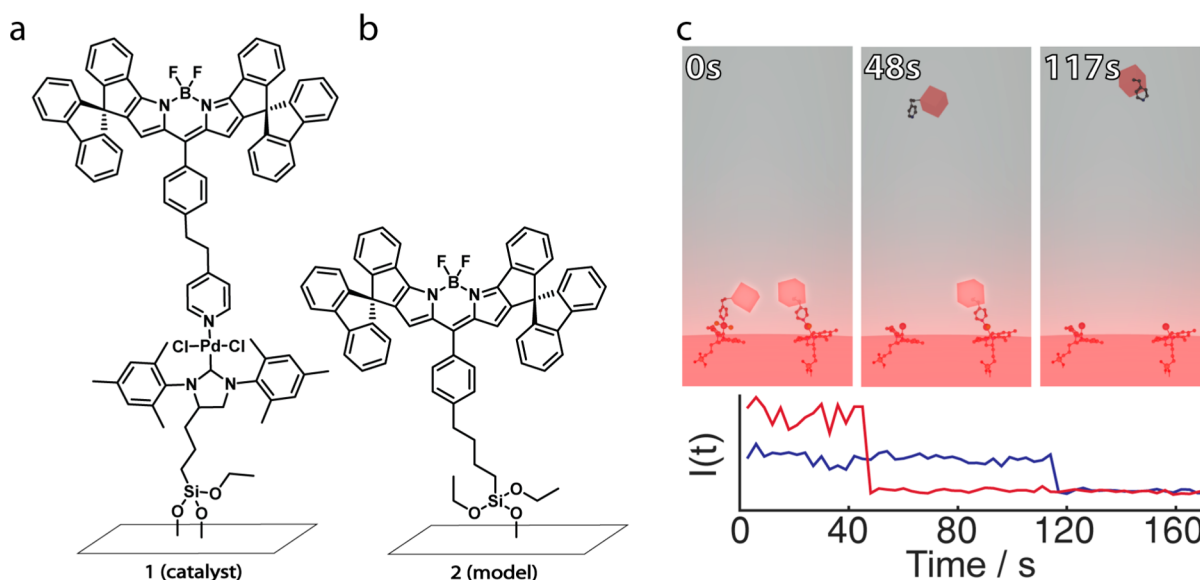 a
b
c
F F
B
N N
N
Cl Pd Cl
N N
Si O
O O
1 (catalyst)
F F
B
N N
Si O
O O
2 (model)
0s
48s
117s
I(t)
0 40 80 120 160
Time / s